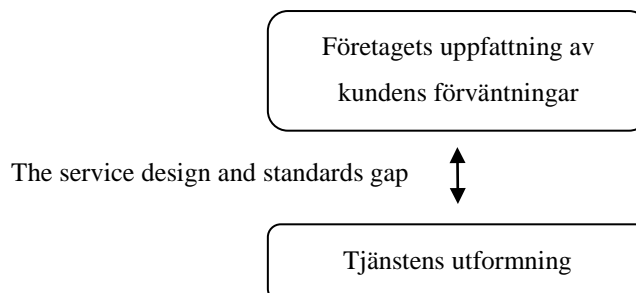 Företagets uppfattning av
kundens förväntningar
The service design and standards gap
Tjänstens utformning